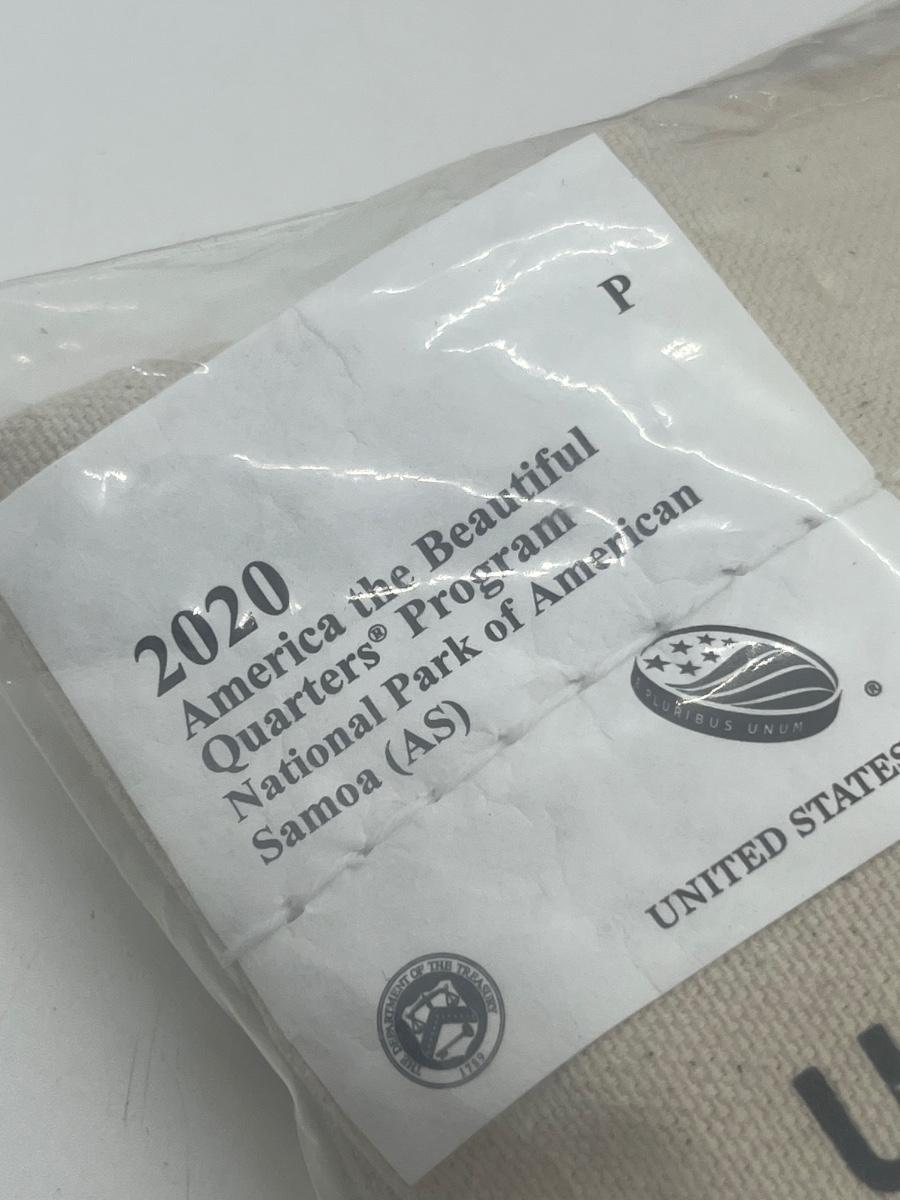 P
2020
America the Beautiful
Quarters® Program
National Park of American
Samoa (AS)
PLURIBUS UNUM
®
UNITED STATES
THE DEPARTMENT OF THE TREASURY
1789